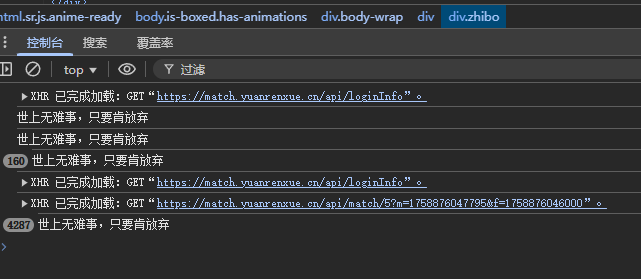 html.sr.js.anime-ready body.is-boxed.has-animations div.body-wrap div div.zhibo
控制台 搜索 覆盖率
top 过滤
XHR 已完成加载：GET“https://match.yuanrenxue.cn/api/loginInfo”。
世上无难事，只要肯放弃
世上无难事，只要肯放弃
160 世上无难事，只要肯放弃
XHR 已完成加载：GET“https://match.yuanrenxue.cn/api/loginInfo”。
XHR 已完成加载：GET“https://match.yuanrenxue.cn/api/match/5?m=1758876047795&f=1758876046000”。
4287 世上无难事，只要肯放弃